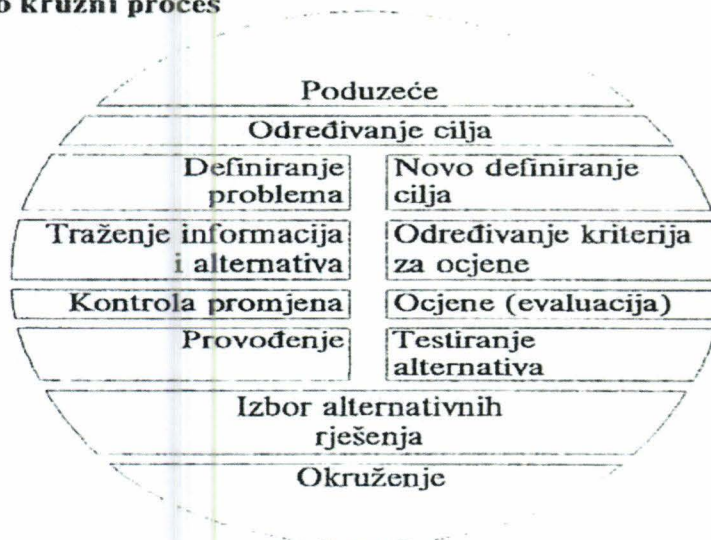 o kružni proces
Poduzeće
Određivanje cilja
Definiranje
problema
Novo definiranje
cilja
Traženje informacija
i alternativa
Određivanje kriterija
za ocjene
Kontrola promjena
Ocjene (evaluacija)
Provođenje
Testiranje
alternativa
Izbor alternativnih
rješenja
Okruženje